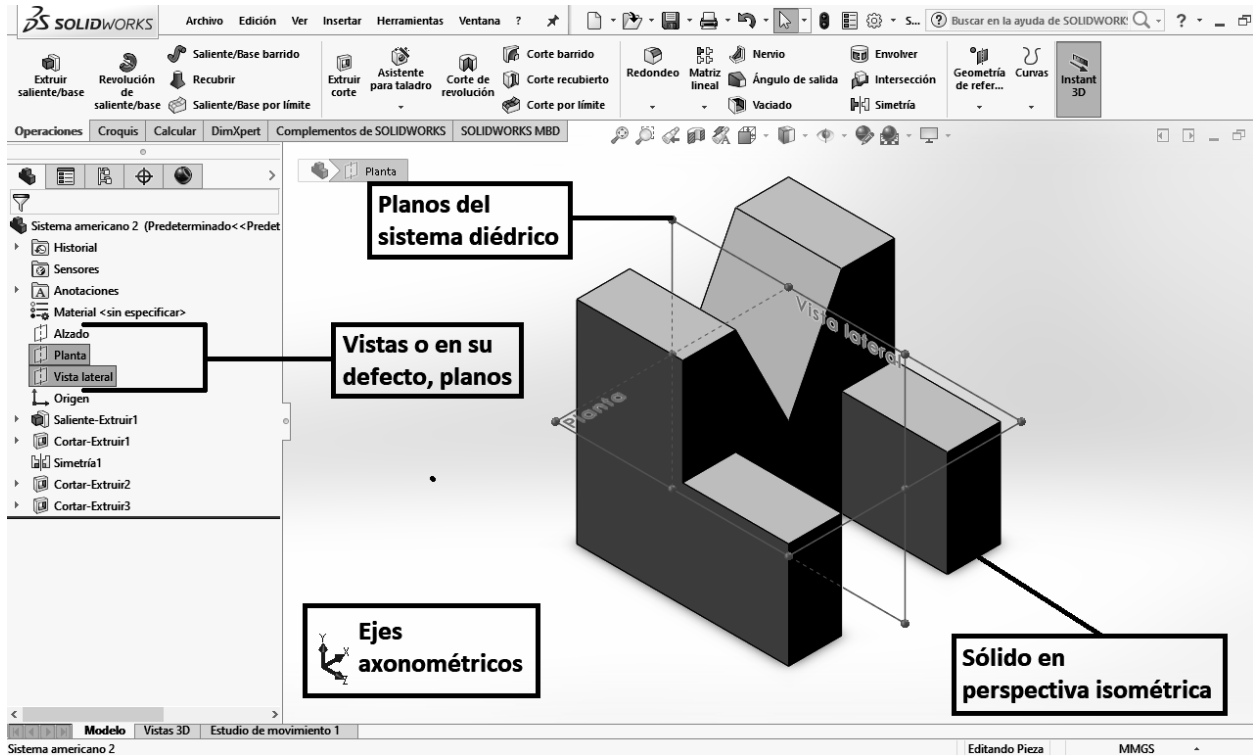 SOLIDWORKS Archivo Edición Ver Insertar Herramientas Ventana ? S... Buscar en la ayuda de SOLIDWORK: ?
Extruir saliente/base
Revolución de saliente/base
Saliente/Base barrido
Recubrir
Saliente/Base por límite
Extruir corte
Asistente para taladro
Corte de revolución
Corte barrido
Corte recubierto
Corte por límite
Redondeo
Matriz lineal
Nervio
Ángulo de salida
Vaciado
Envolver
Intersección
Simetría
Geometría de refer...
Curvas
Instant 3D
Operaciones Croquis Calcular DimXpert Complementos de SOLIDWORKS SOLIDWORKS MBD
Planta
Sistema americano 2 (Predeterminado<<Predet
Historial
Sensores
Anotaciones
Material <sin especificar>
Alzado
Planta
Vista lateral
Origen
Saliente-Extruir1
Cortar-Extruir1
Simetría1
Cortar-Extruir2
Cortar-Extruir3
Planos del
sistema diédrico
Vistas o en su
defecto, planos
Vista lateral
Planta
Y
X
Z
Ejes
axonométricos
Sólido en
perspectiva isométrica
Modelo Vistas 3D Estudio de movimiento 1
Sistema americano 2 Editando Pieza MMGS